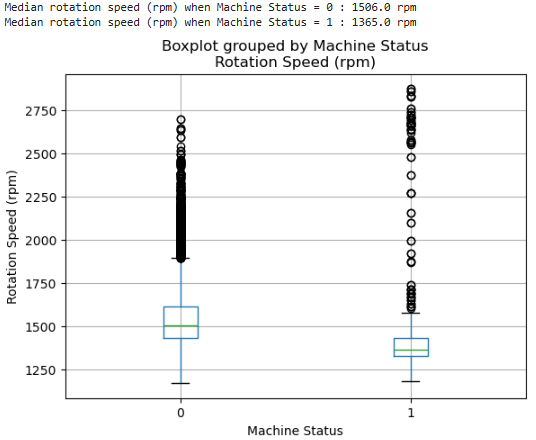 Median rotation speed (rpm) when Machine Status = 0 : 1506.0 rpm
Median rotation speed (rpm) when Machine Status = 1 : 1365.0 rpm
Boxplot grouped by Machine Status
Rotation Speed (rpm)
Rotation Speed (rpm)
2750
2500
2250
2000
1750
1500
1250
0
1
Machine Status